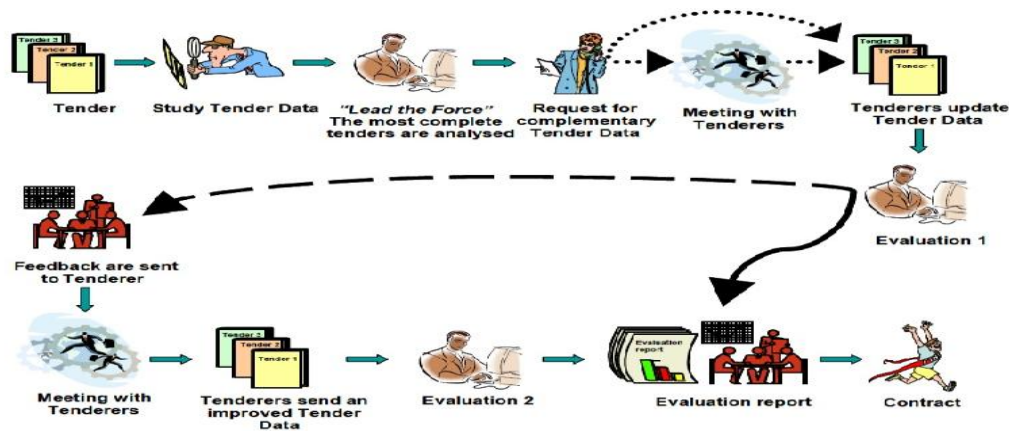 Tender 3
Tender 2
Tender 1
Tender
Study Tender Data
"Lead the Force"
The most complete
tenders are analysed
Request for
complementary
Tender Data
Meeting with
Tenderers
Tender 3
Tender 2
Tender 1
Tenderers update
Tender Data
Evaluation 1
Feedback are sent
to Tenderer
Meeting with
Tenderers
Tender 3
Tender 2
Tender 1
Tenderers send an
improved Tender
Data
Evaluation 2
Evaluation
report
Evaluation report
Contract